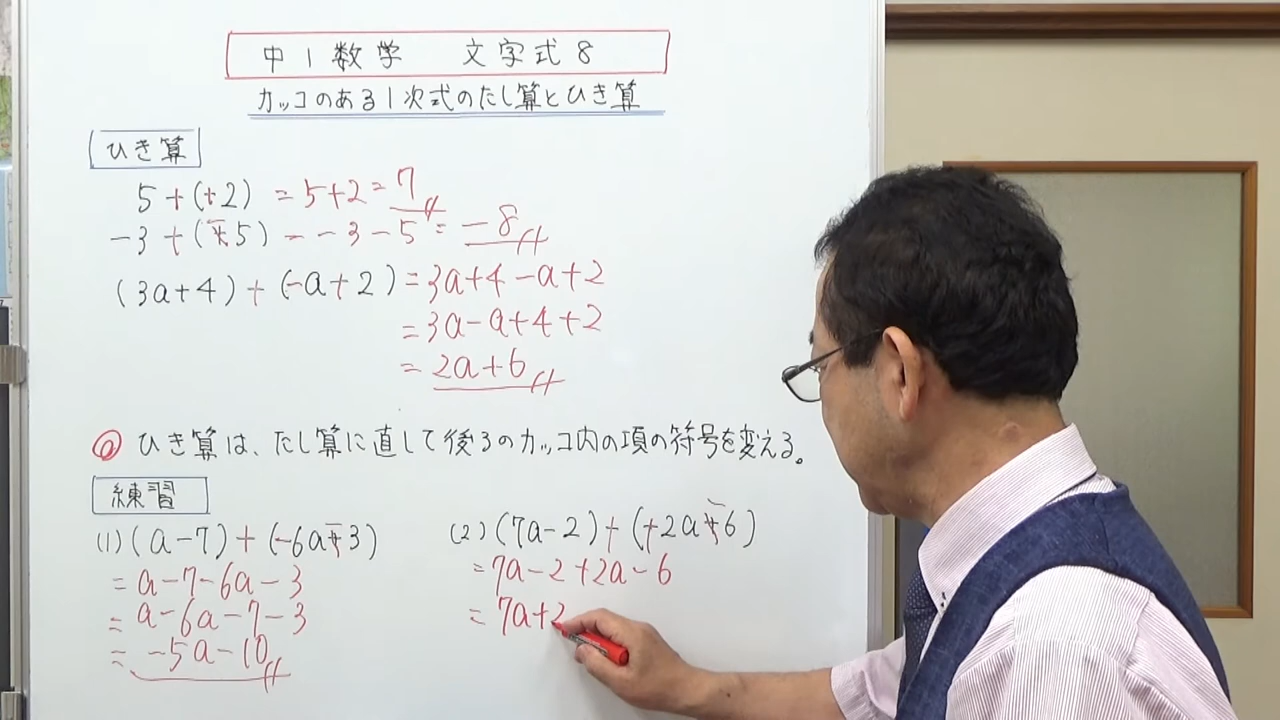 中1数学 文字式8
カッコのある1次式のたし算とひき算
ひき算
5+(+2) =5+2=7
-3+(-5) = -3-5= -8
(3a+4)+(-a+2)=3a+4-a+2
=3a-a+4+2
=2a+6
◎ひき算は、たし算に直して後ろのカッコ内の項の符号を変える。
練習
(1)(a-7)+(-6a-3)
=a-7-6a-3
=a-6a-7-3
=-5a-10
(2)(7a-2)+(+2a-6)
=7a-2+2a-6
=7a+2